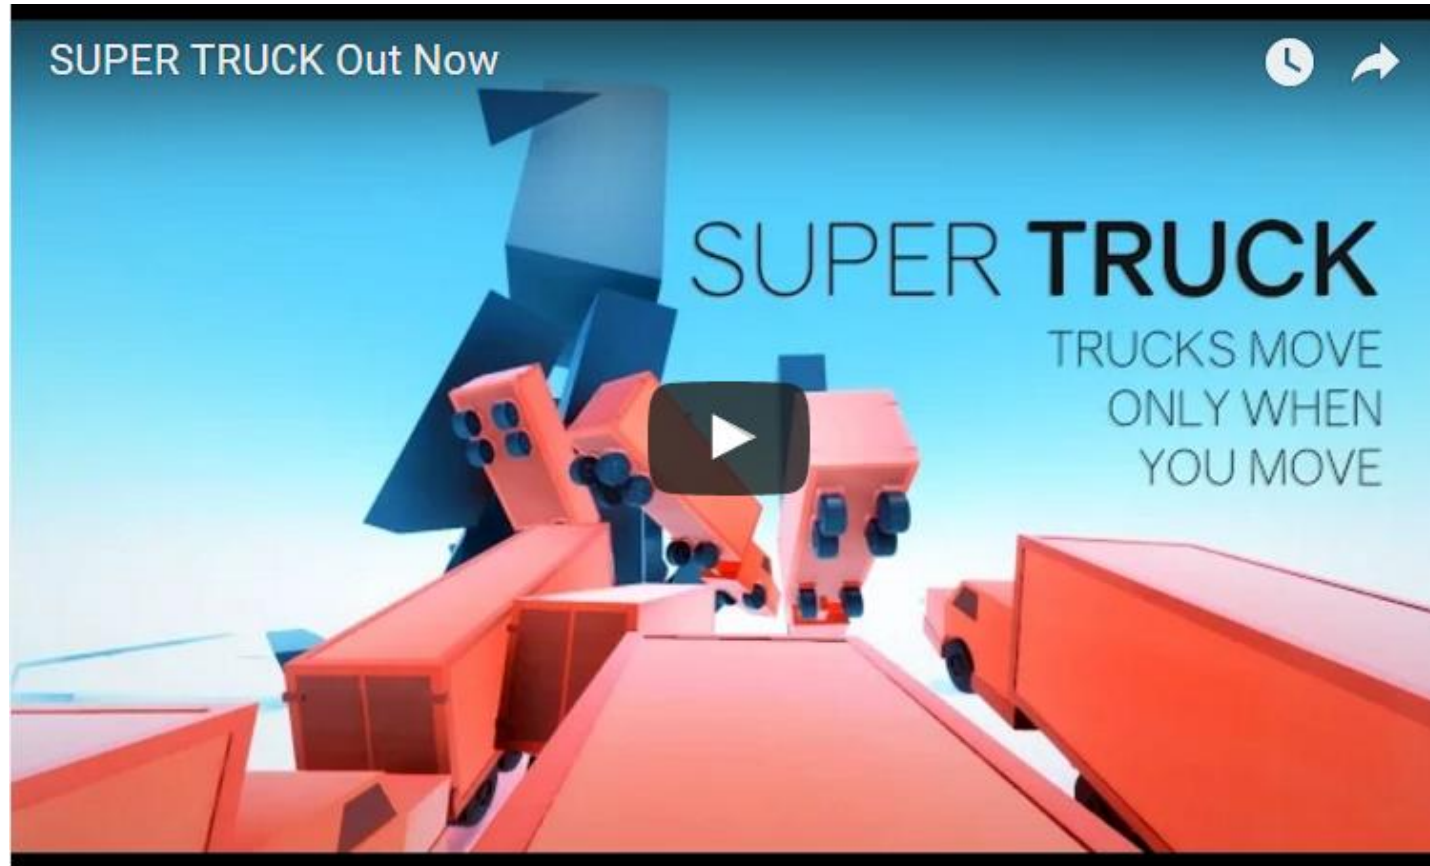 SUPER TRUCK Out Now
SUPER TRUCK
TRUCKS MOVE
ONLY WHEN
YOU MOVE